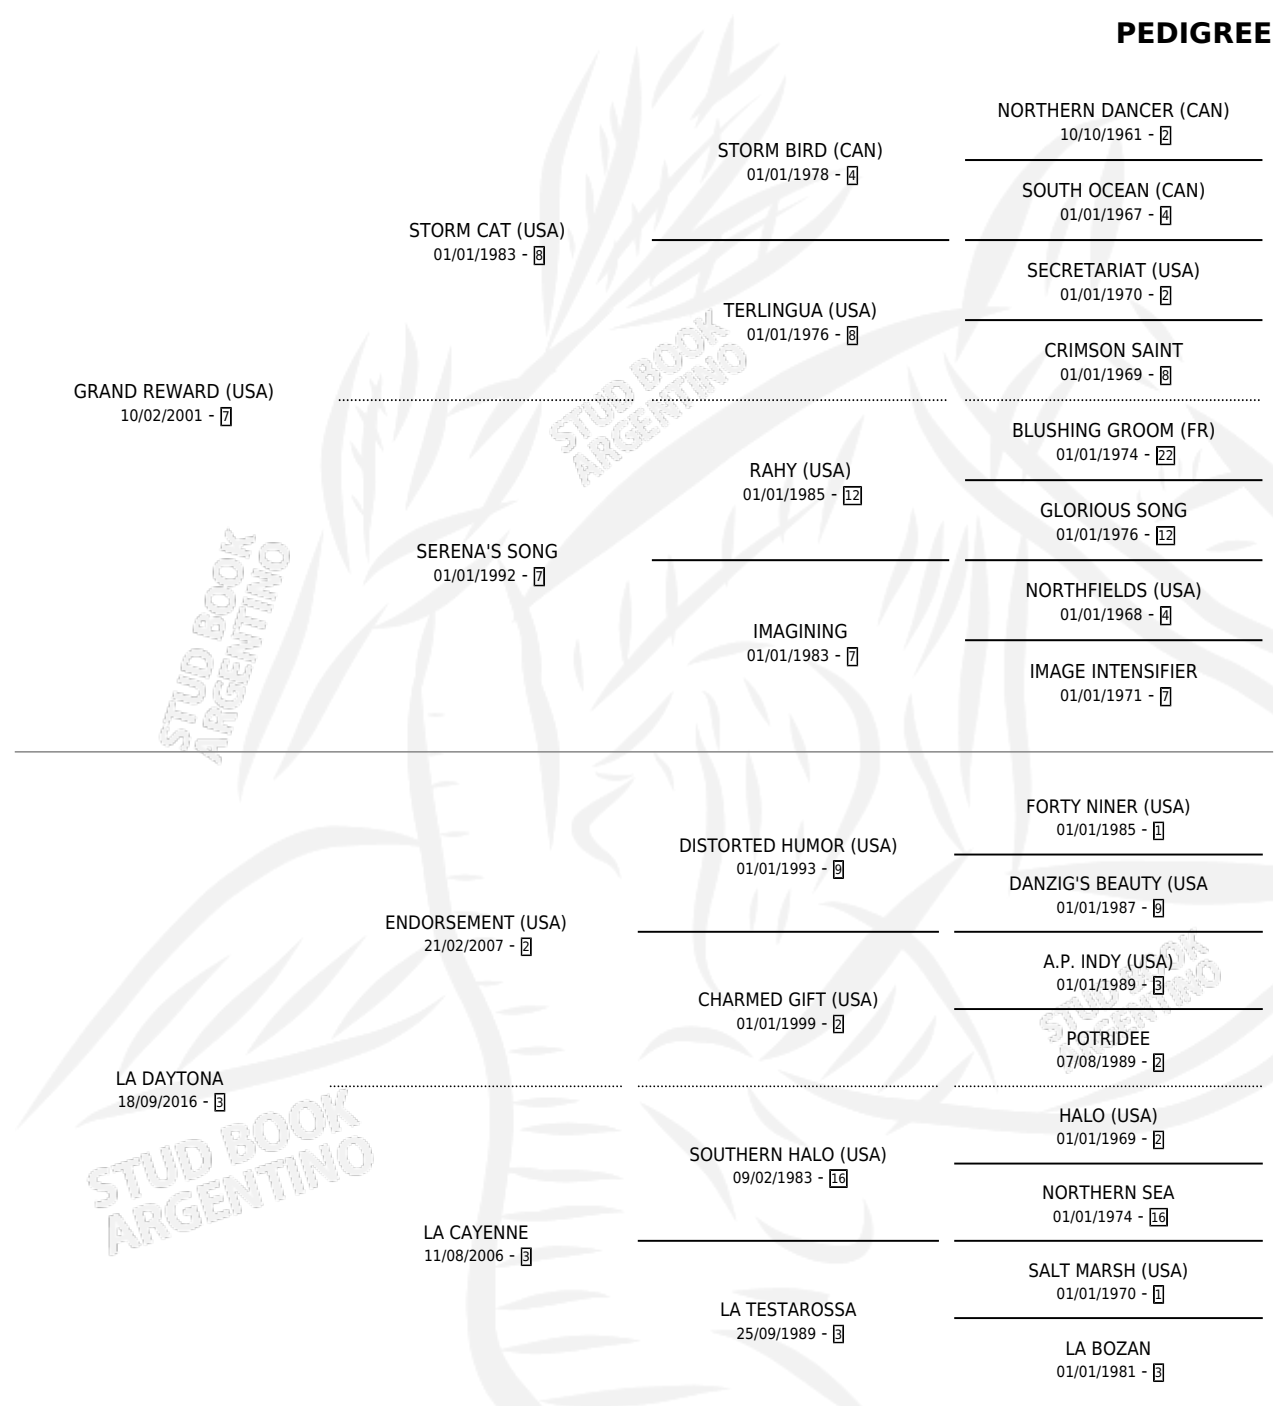 PEDIGREE
NORTHERN DANCER (CAN)
10/10/1961 - 2
STORM BIRD (CAN)
01/01/1978 - 4
SOUTH OCEAN (CAN)
01/01/1967 - 4
STORM CAT (USA)
01/01/1983 - 8
SECRETARIAT (USA)
01/01/1970 - 2
TERLINGUA (USA)
01/01/1976 - 8
CRIMSON SAINT
01/01/1969 - 8
GRAND REWARD (USA)
10/02/2001 - 7
STUD BOOK
ARGENTINO
BLUSHING GROOM (FR)
01/01/1974 - 22
RAHY (USA)
01/01/1985 - 12
GLORIOUS SONG
01/01/1976 - 12
SERENA'S SONG
01/01/1992 - 7
NORTHFIELDS (USA)
01/01/1968 - 4
IMAGINING
01/01/1983 - 7
IMAGE INTENSIFIER
01/01/1971 - 7
STUD BOOK
ARGENTINO
FORTY NINER (USA)
01/01/1985 - 1
DISTORTED HUMOR (USA)
01/01/1993 - 9
DANZIG'S BEAUTY (USA
01/01/1987 - 9
ENDORSEMENT (USA)
21/02/2007 - 2
A.P. INDY (USA)
01/01/1989 - 3
STUD BOOK
ARGENTINO
CHARMED GIFT (USA)
01/01/1999 - 2
POTRIDEE
07/08/1989 - 2
LA DAYTONA
18/09/2016 - 3
HALO (USA)
01/01/1969 - 2
SOUTHERN HALO (USA)
09/02/1983 - 16
NORTHERN SEA
01/01/1974 - 16
STUD BOOK
ARGENTINO
LA CAYENNE
11/08/2006 - 3
SALT MARSH (USA)
01/01/1970 - 1
LA TESTAROSSA
25/09/1989 - 3
LA BOZAN
01/01/1981 - 3